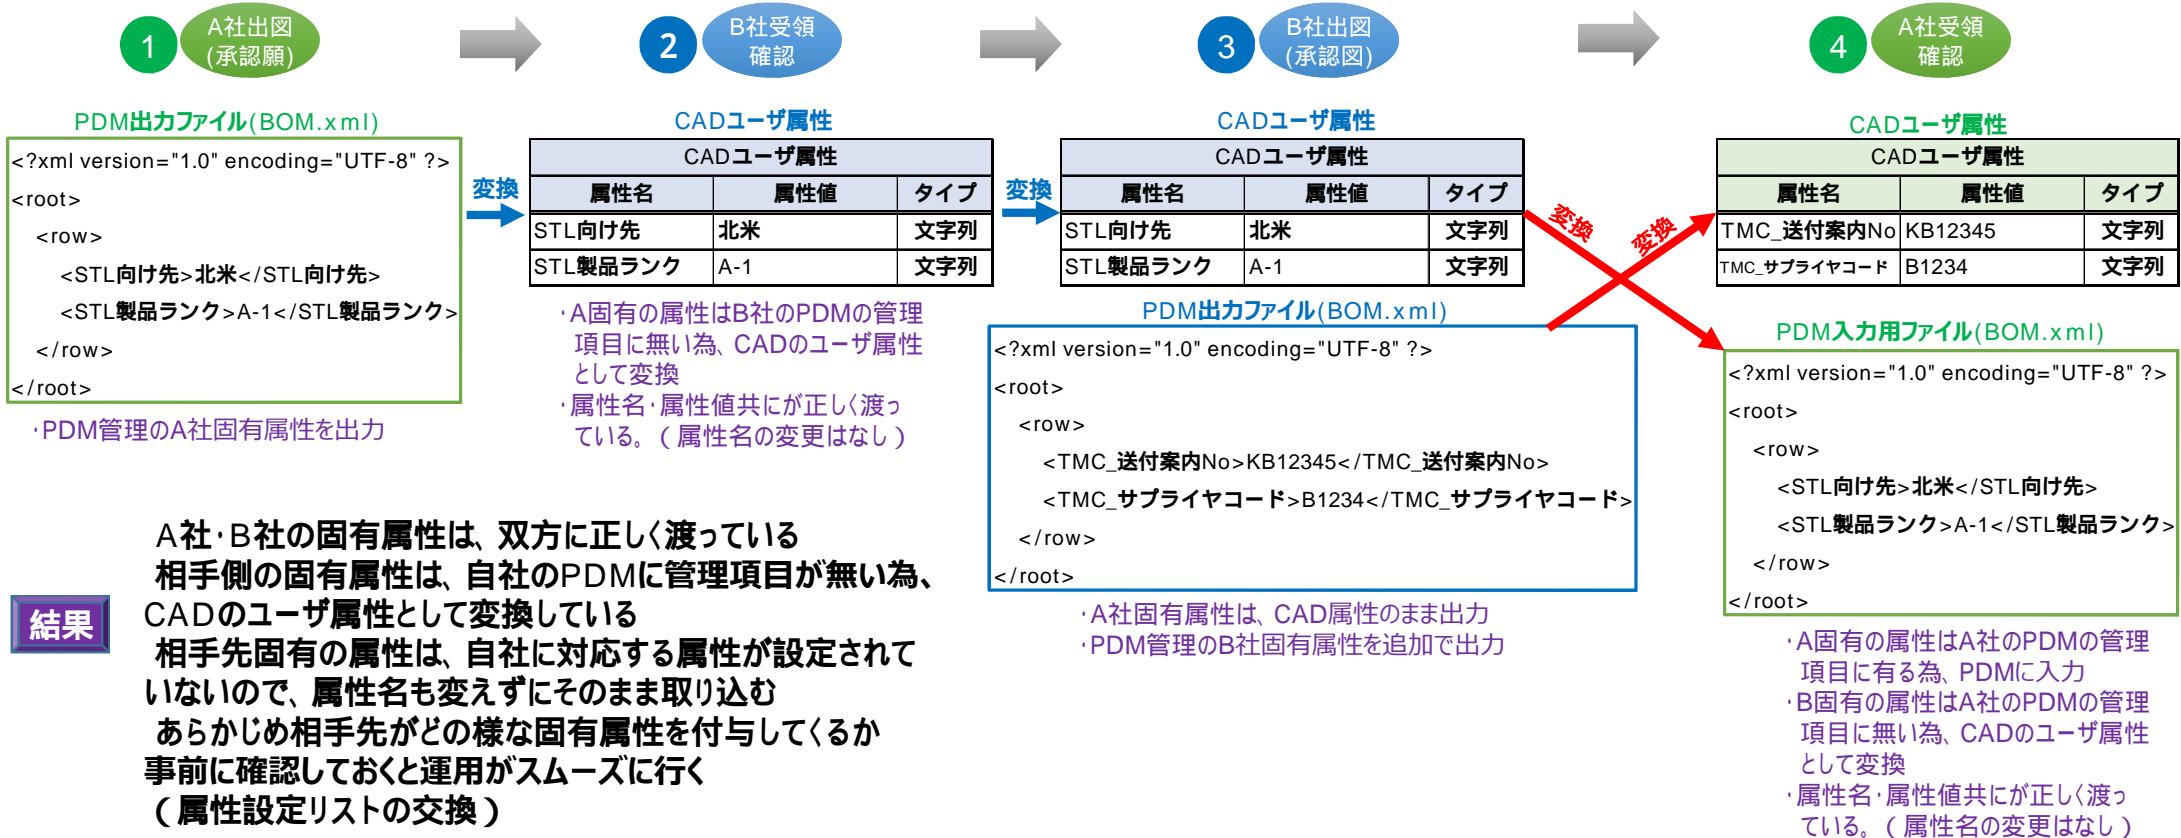 1
A社出図
(承認願)
2
B社受領
確認
3
B社出図
(承認図)
4
A社受領
確認
PDM出力ファイル(BOM.xml)
<?xml version="1.0" encoding="UTF-8" ?>
<root>
<row>
<STL向け先>北米</STL向け先>
<STL製品ランク>A-1</STL製品ランク>
</row>
</root>
・PDM管理のA社固有属性を出力
変換
CADユーザ属性
CADユーザ属性
属性名 属性値 タイプ
STL向け先 北米 文字列
STL製品ランク A-1 文字列
・A固有の属性はB社のPDMの管理
項目に無い為、CADのユーザ属性
として変換
・属性名・属性値共にが正しく渡っ
ている。（属性名の変更はなし）
変換
CADユーザ属性
CADユーザ属性
属性名 属性値 タイプ
STL向け先 北米 文字列
STL製品ランク A-1 文字列
PDM出力ファイル(BOM.xml)
<?xml version="1.0" encoding="UTF-8" ?>
<root>
<row>
<TMC_送付案内No>KB12345</TMC_送付案内No>
<TMC_サプライヤコード>B1234</TMC_サプライヤコード>
</row>
</root>
・A社固有属性は、CAD属性のまま出力
・PDM管理のB社固有属性を追加で出力
変換
変換
CADユーザ属性
CADユーザ属性
属性名 属性値 タイプ
TMC_送付案内No KB12345 文字列
TMC_サプライヤコード B1234 文字列
PDM入力用ファイル(BOM.xml)
<?xml version="1.0" encoding="UTF-8" ?>
<root>
<row>
<STL向け先>北米</STL向け先>
<STL製品ランク>A-1</STL製品ランク>
</row>
</root>
・A固有の属性はA社のPDMの管理
項目に有る為、PDMに入力
・B固有の属性はA社のPDMの管理
項目に無い為、CADのユーザ属性
として変換
・属性名・属性値共にが正しく渡っ
ている。（属性名の変更はなし）
結果
A社・B社の固有属性は、双方に正しく渡っている
相手側の固有属性は、自社のPDMに管理項目が無い為、
CADのユーザ属性として変換している
相手先固有の属性は、自社に対応する属性が設定されて
いないので、属性名も変えずにそのまま取り込む
あらかじめ相手先がどの様な固有属性を付与してくるか
事前に確認しておくと運用がスムーズに行く
（属性設定リストの交換）